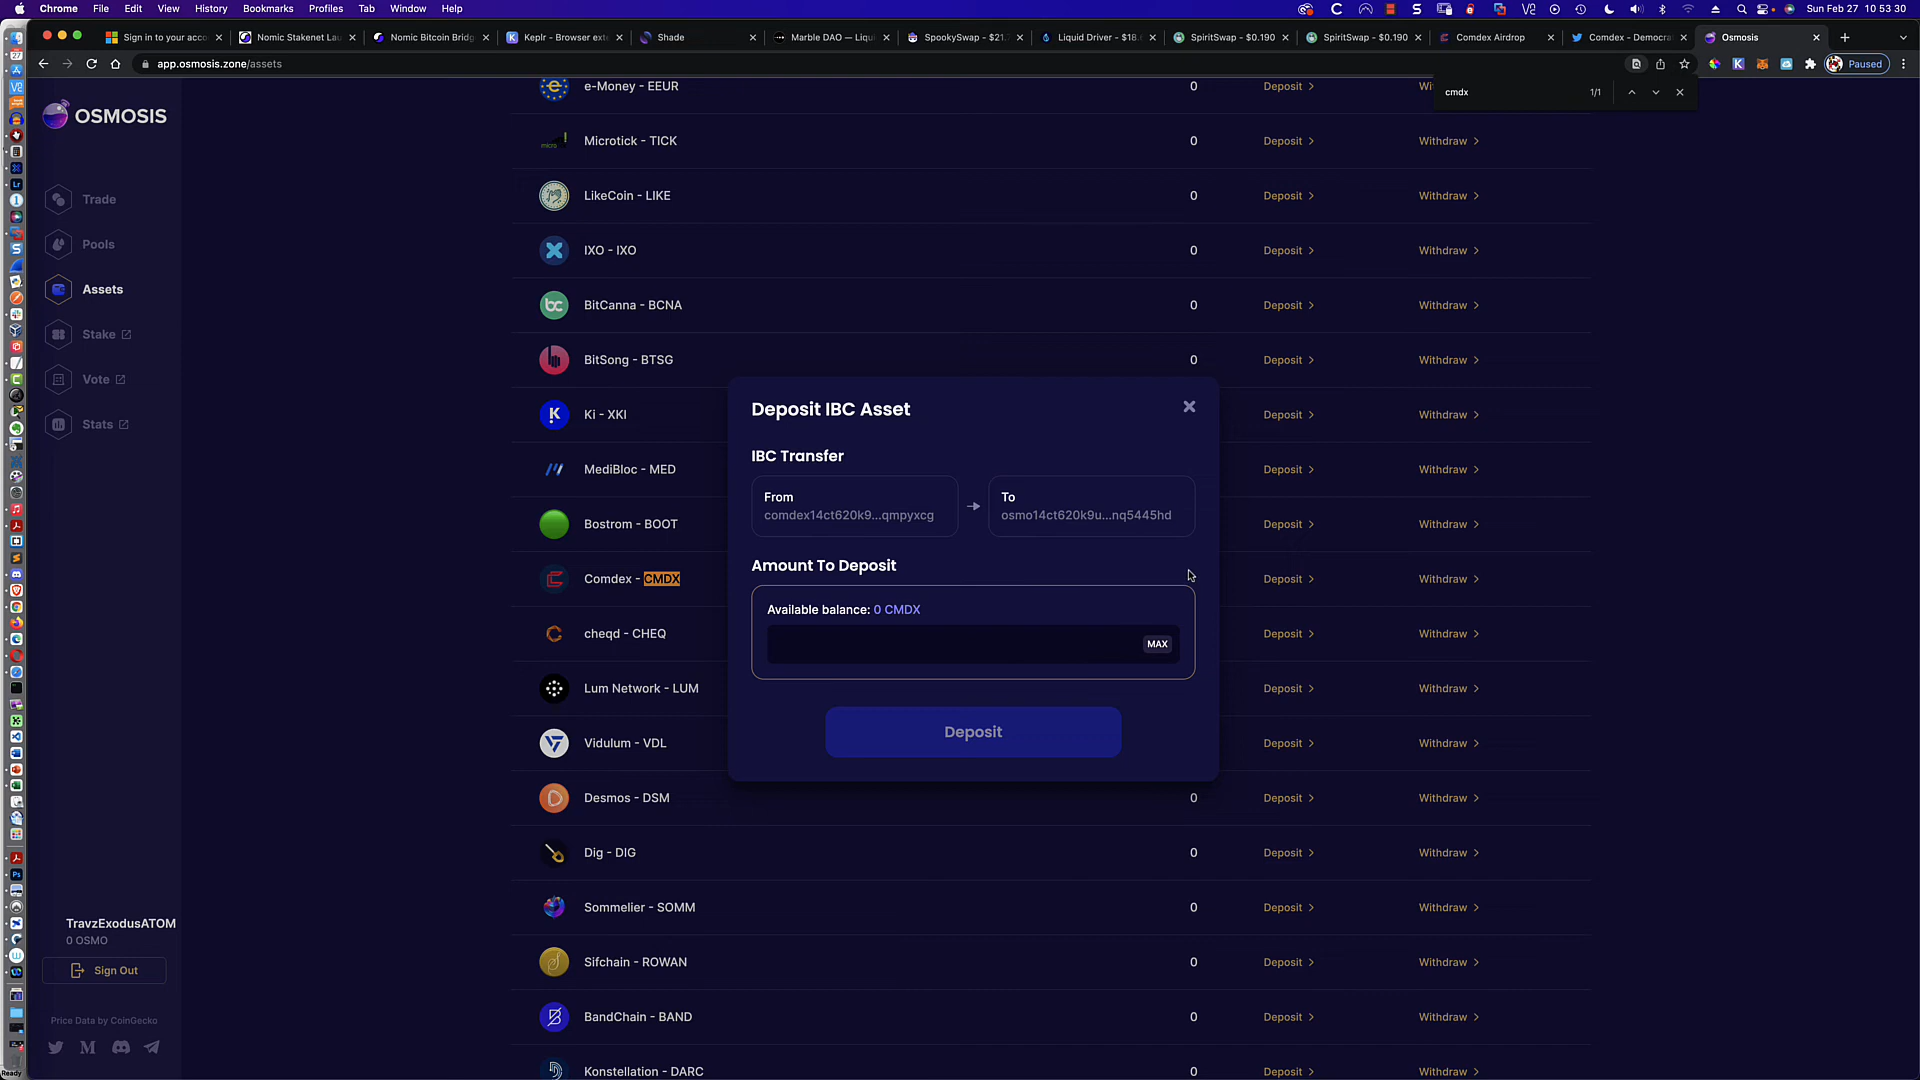 Chrome File Edit View History Bookmarks Profiles Tab Window Help
Sun Feb 27 10 53 30
Sign in to your acco
Nomic Stakenet Lau
Nomic Bitcoin Bridg
Keplr - Browser exte
Shade
Marble DAO — Liqui
SpookySwap - $21.
Liquid Driver - $18
SpiritSwap - $0.190
SpiritSwap - $0.190
Comdex Airdrop
Comdex - Democra
Osmosis
app.osmosis.zone/assets
Paused
cmdx 1/1
OSMOSIS
Trade
Pools
Assets
Stake
Vote
Stats
TravzExodusATOM
0 OSMO
Sign Out
Price Data by CoinGecko
e-Money - EEUR 0 Deposit Wi
Microtick - TICK 0 Deposit Withdraw
LikeCoin - LIKE 0 Deposit Withdraw
IXO - IXO 0 Deposit Withdraw
BitCanna - BCNA 0 Deposit Withdraw
BitSong - BTSG 0 Deposit Withdraw
Ki - XKI Deposit Withdraw
MediBloc - MED Deposit Withdraw
Bostrom - BOOT Deposit Withdraw
Comdex - CMDX Deposit Withdraw
cheqd - CHEQ Deposit Withdraw
Lum Network - LUM Deposit Withdraw
Vidulum - VDL Deposit Withdraw
Desmos - DSM 0 Deposit Withdraw
Dig - DIG 0 Deposit Withdraw
Sommelier - SOMM 0 Deposit Withdraw
Sifchain - ROWAN 0 Deposit Withdraw
BandChain - BAND 0 Deposit Withdraw
Konstellation - DARC 0 Deposit Withdraw
Deposit IBC Asset
IBC Transfer
From
comdex14ct620k9...qmpyxcg
To
osmo14ct620k9u...nq5445hd
Amount To Deposit
Available balance: 0 CMDX
MAX
Deposit
Ready